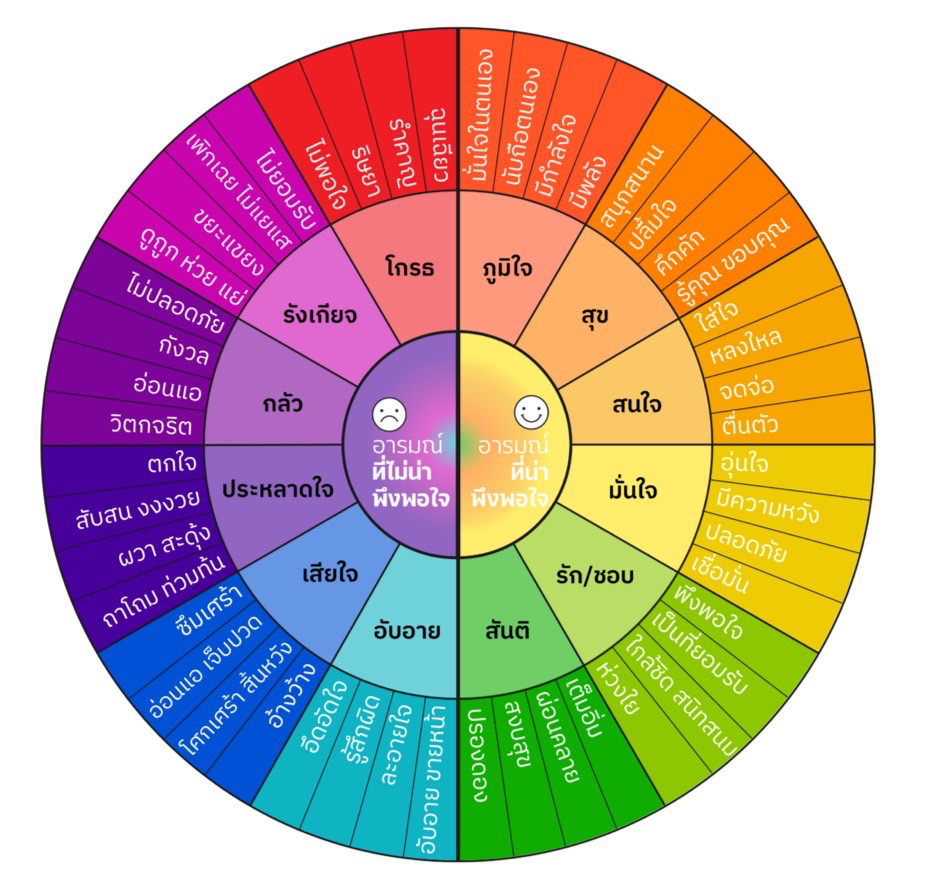 อารมณ์
ที่ไม่น่า
พึงพอใจ
อารมณ์
ที่น่า
พึงพอใจ
ภูมิใจ
มั่นใจในตนเอง
นับถือตนเอง
มีกำลังใจ
มีพลัง
สุข
สนุกสนาน
ปลื้มใจ
คึกคัก
รู้คุณ ขอบคุณ
สนใจ
ใส่ใจ
หลงใหล
จดจ่อ
ตื่นตัว
มั่นใจ
อุ่นใจ
มีความหวัง
ปลอดภัย
เชื่อมั่น
รัก/ชอบ
พึงพอใจ
เป็นที่ยอมรับ
ใกล้ชิด สนิทสนม
ห่วงใย
สันติ
เต็มอิ่ม
ผ่อนคลาย
สงบสุข
ปรองดอง
อับอาย
อับอาย ขายหน้า
ละอายใจ
รู้สึกผิด
อึดอัดใจ
เสียใจ
อ้างว้าง
โศกเศร้า สิ้นหวัง
อ่อนแอ เจ็บปวด
ซึมเศร้า
ประหลาดใจ
ถาโถม ท่วมท้น
ผวา สะดุ้ง
สับสน งงงวย
ตกใจ
กลัว
วิตกจริต
อ่อนแอ
กังวล
ไม่ปลอดภัย
รังเกียจ
ดูถูก ห่วย แย่
ขยะแขยง
เพิกเฉย ไม่แยแส
ไม่ยอมรับ
โกรธ
ไม่พอใจ
ริษยา
รำคาญ
ฉุนเฉียว